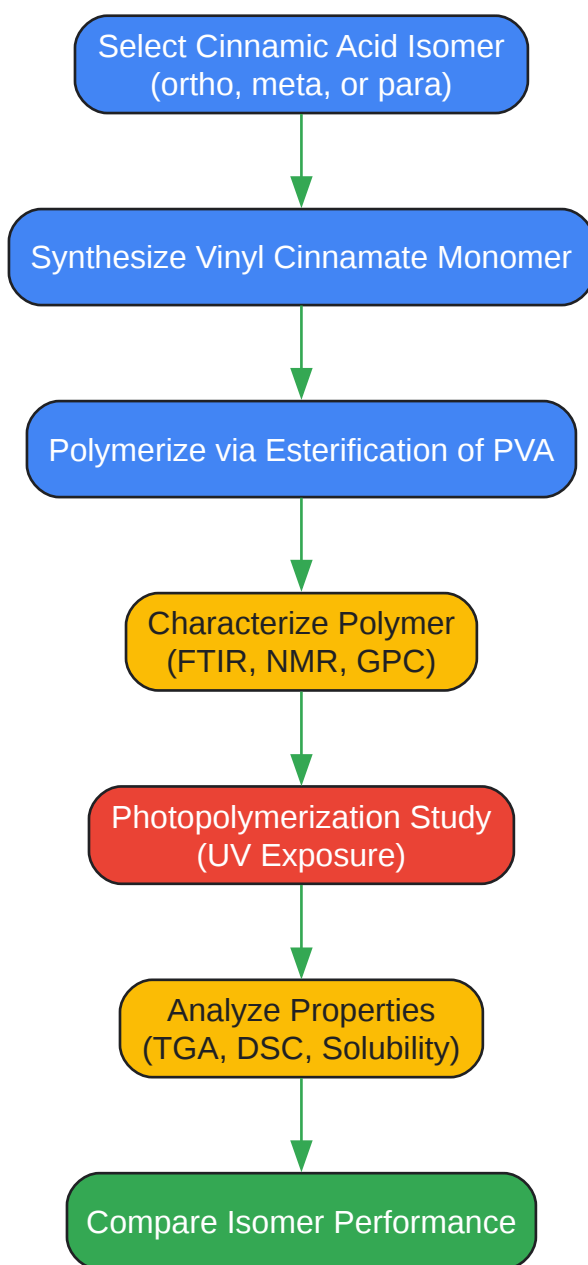 Select Cinnamic Acid Isomer
(ortho, meta, or para)
Synthesize Vinyl Cinnamate Monomer
Polymerize via Esterification of PVA
Characterize Polymer
(FTIR, NMR, GPC)
Photopolymerization Study
(UV Exposure)
Analyze Properties
(TGA, DSC, Solubility)
Compare Isomer Performance